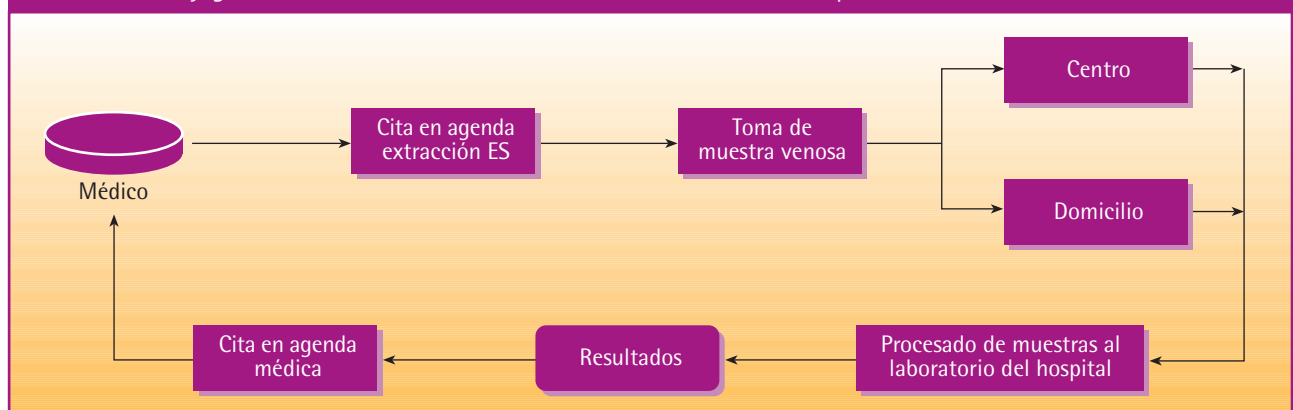 Cita en agenda
extracción ES
Toma de
muestra venosa
Centro
Domicilio
Médico
Cita en agenda
médica
Resultados
Procesado de muestras al
laboratorio del hospital